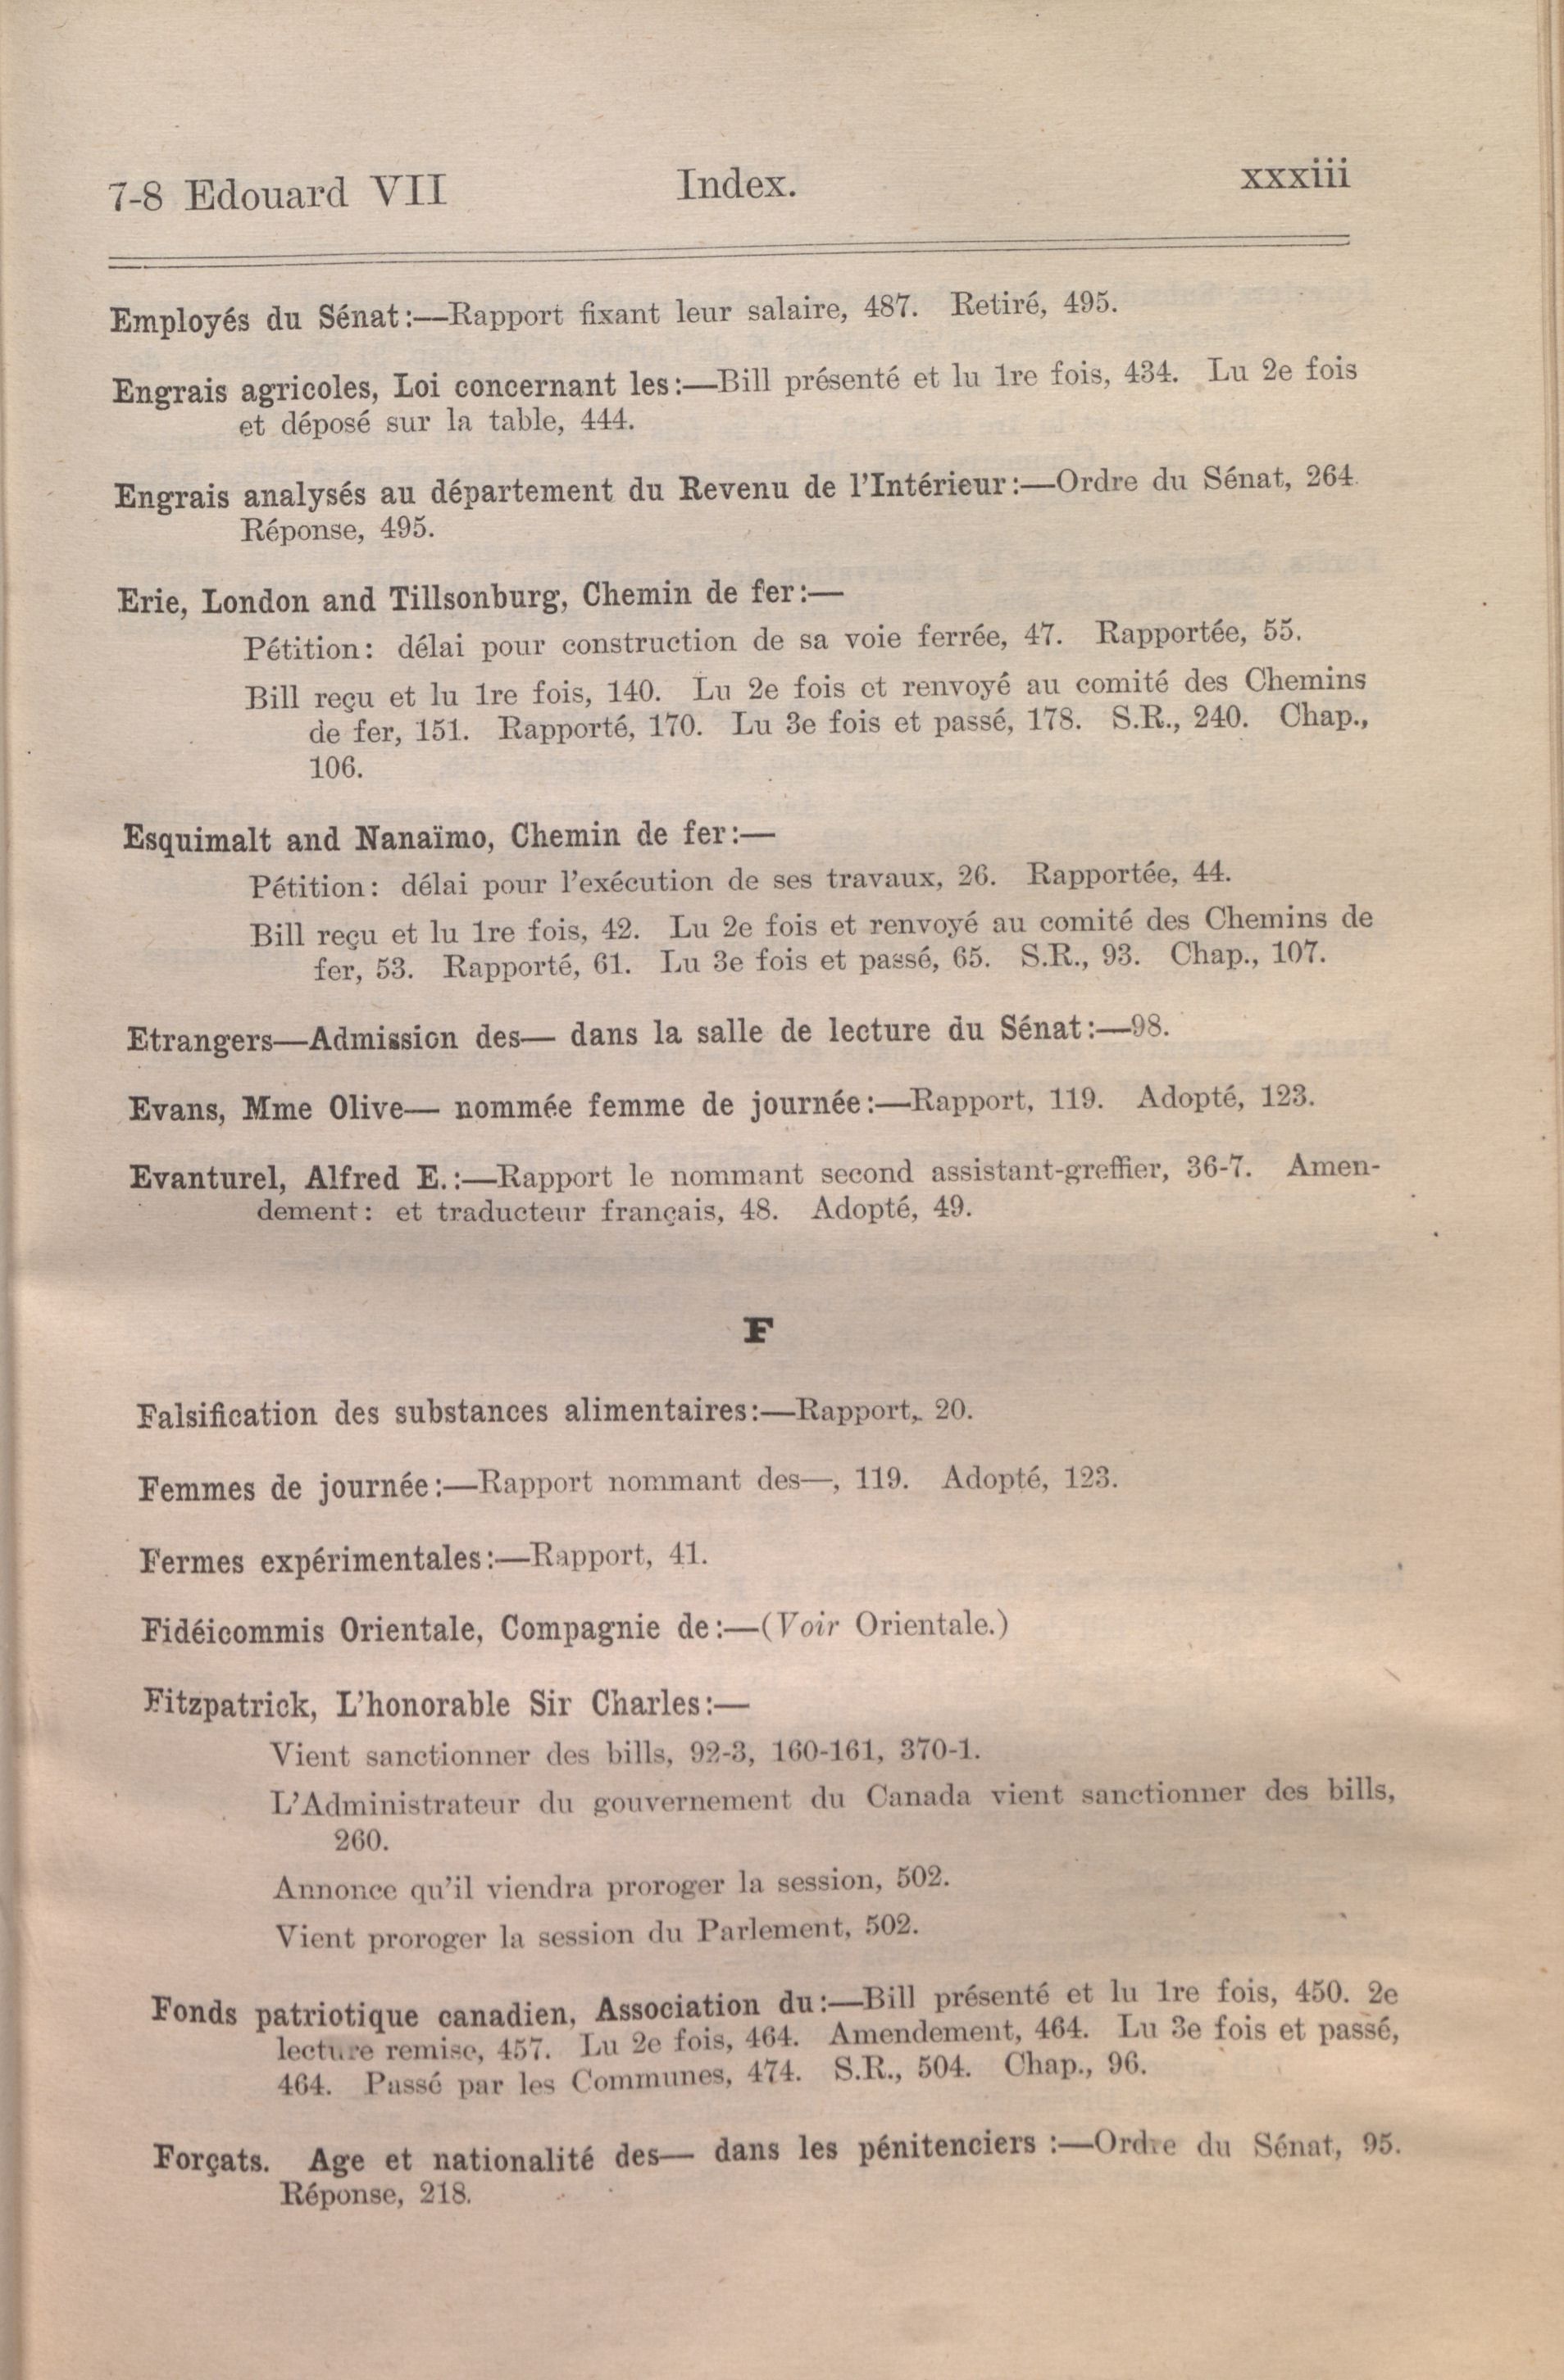 7-8 Edouard VII Index. xxxiii
Employés du Sénat:—Rapport fixant leur salaire, 487. Retiré, 495.
Engrais agricoles, Loi concernant les:—Bill présenté et lu 1re fois, 434. Lu 2e fois
et déposé sur la table, 444.
Engrais analysés au département du Revenu de l'Intérieur:—Ordre du Sénat, 264.
Réponse, 495.
Erie, London and Tillsonburg, Chemin de fer:—
Pétition: délai pour construction de sa voie ferrée, 47. Rapportée, 55.
Bill reçu et lu 1re fois, 140. Lu 2e fois et renvoyé au comité des Chemins
de fer, 151. Rapporté, 170. Lu 3e fois et passé, 178. S.R., 240. Chap.,
106.
Esquimalt and Nanaïmo, Chemin de fer:—
Pétition: délai pour l'exécution de ses travaux, 26. Rapportée, 44.
Bill reçu et lu 1re fois, 42. Lu 2e fois et renvoyé au comité des Chemins de
fer, 53. Rapporté, 61. Lu 3e fois et passé, 65. S.R., 93. Chap., 107.
Etrangers—Admission des— dans la salle de lecture du Sénat:—98.
Evans, Mme Olive— nommée femme de journée:—Rapport, 119. Adopté, 123.
Evanturel, Alfred E.:—Rapport le nommant second assistant-greffier, 36-7. Amen-
dement: et traducteur français, 48. Adopté, 49.
F
Falsification des substances alimentaires:—Rapport, 20.
Femmes de journée:—Rapport nommant des—, 119. Adopté, 123.
Fermes expérimentales:—Rapport, 41.
Fidéicommis Orientale, Compagnie de:—(Voir Orientale.)
Fitzpatrick, L'honorable Sir Charles:—
Vient sanctionner des bills, 92-3, 160-161, 370-1.
L'Administrateur du gouvernement du Canada vient sanctionner des bills,
260.
Annonce qu'il viendra proroger la session, 502.
Vient proroger la session du Parlement, 502.
Fonds patriotique canadien, Association du:—Bill présenté et lu 1re fois, 450. 2e
lecture remise, 457. Lu 2e fois, 464. Amendement, 464. Lu 3e fois et passé,
464. Passé par les Communes, 474. S.R., 504. Chap., 96.
Forçats. Age et nationalité des— dans les pénitenciers :—Ordre du Sénat, 95.
Réponse, 218.